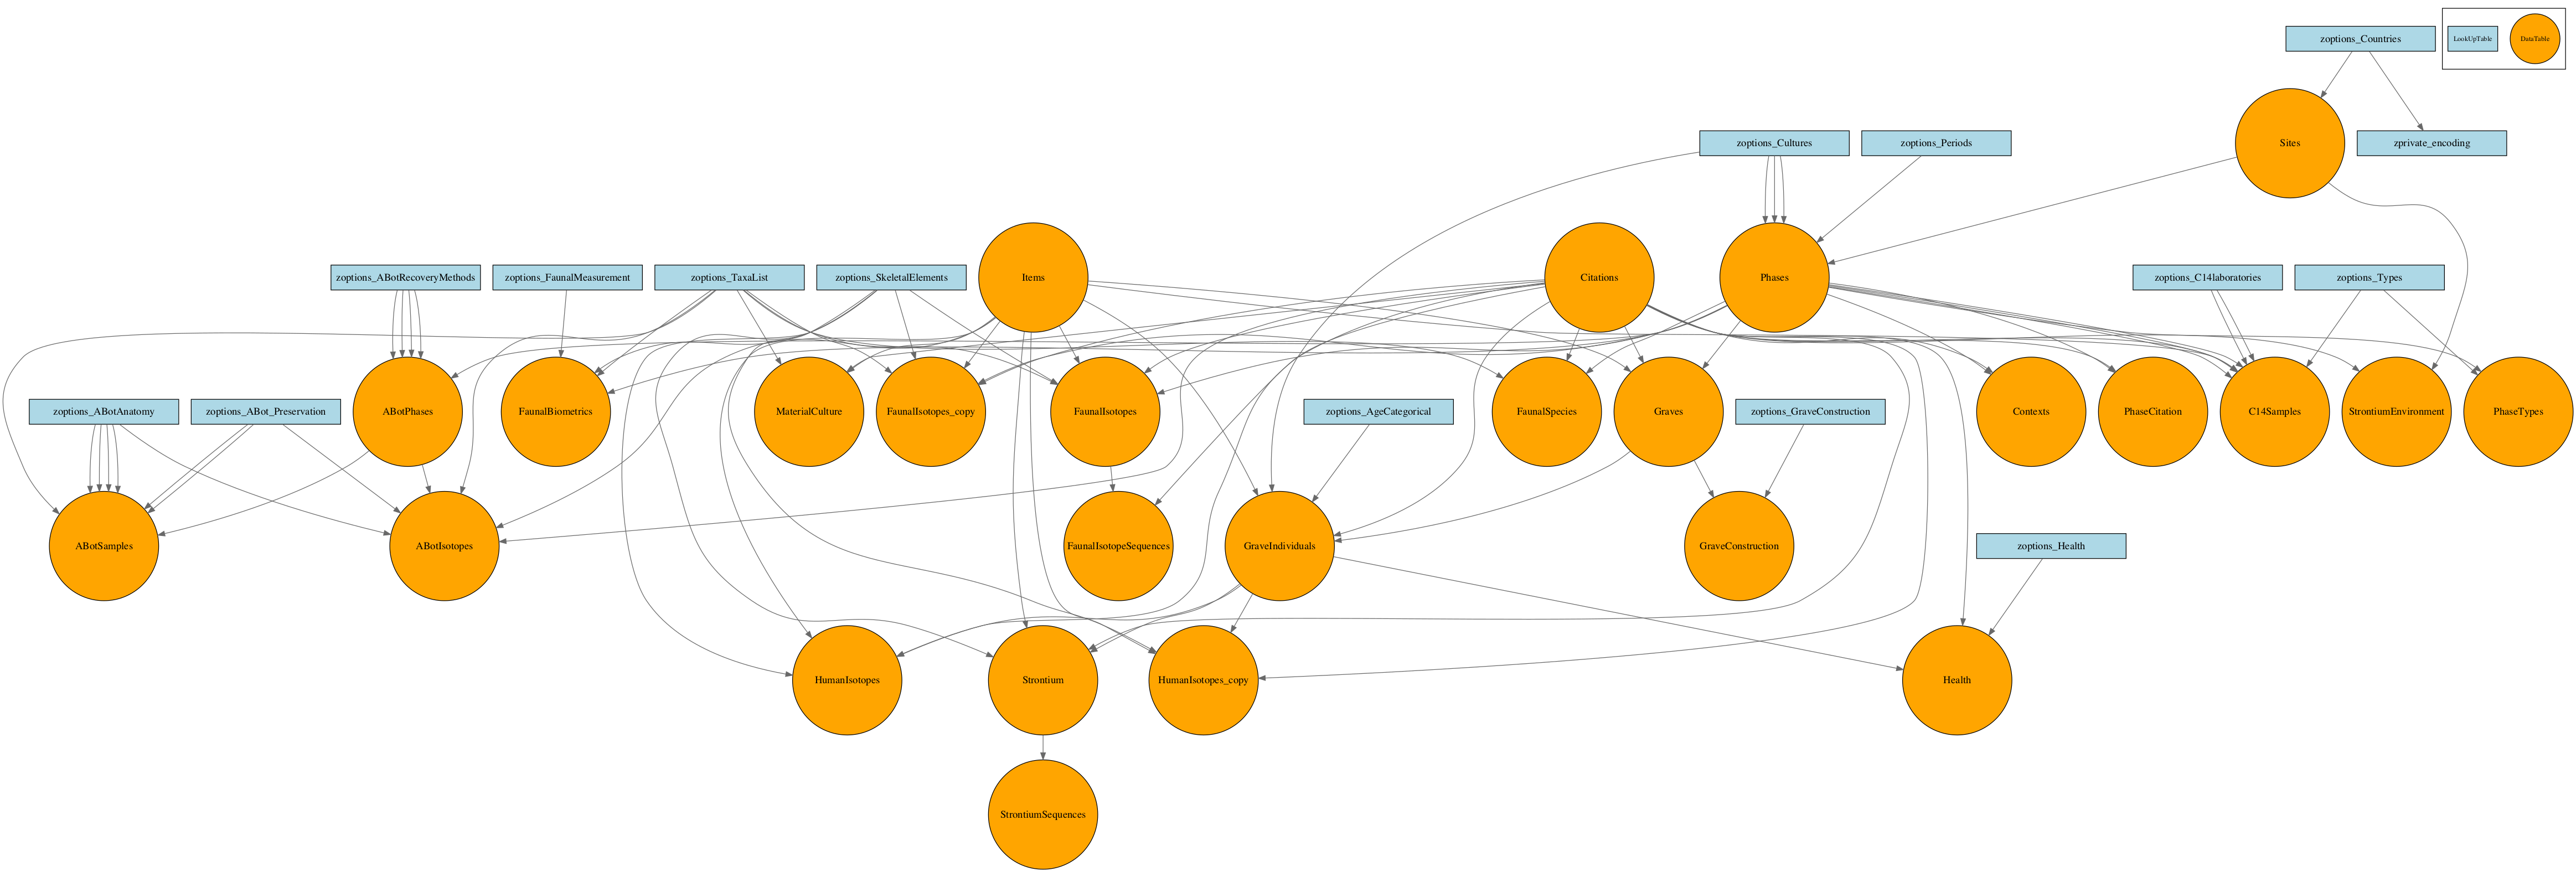 zoptions_Countries
LookUpTable
DataTable
zoptions_Cultures
zoptions_Periods
Sites
zprivate_encoding
zoptions_ABotRecoveryMethods
zoptions_FaunalMeasurement
zoptions_TaxaList
zoptions_SkeletalElements
Items
Citations
Phases
zoptions_C14laboratories
zoptions_Types
zoptions_ABotAnatomy
zoptions_ABot_Preservation
ABotPhases
FaunalBiometrics
MaterialCulture
FaunalIsotopes_copy
FaunalIsotopes
zoptions_AgeCategorical
FaunalSpecies
Graves
zoptions_GraveConstruction
Contexts
PhaseCitation
C14Samples
StrontiumEnvironment
PhaseTypes
ABotSamples
ABotIsotopes
FaunalIsotopeSequences
GraveIndividuals
GraveConstruction
zoptions_Health
HumanIsotopes
Strontium
HumanIsotopes_copy
Health
StrontiumSequences